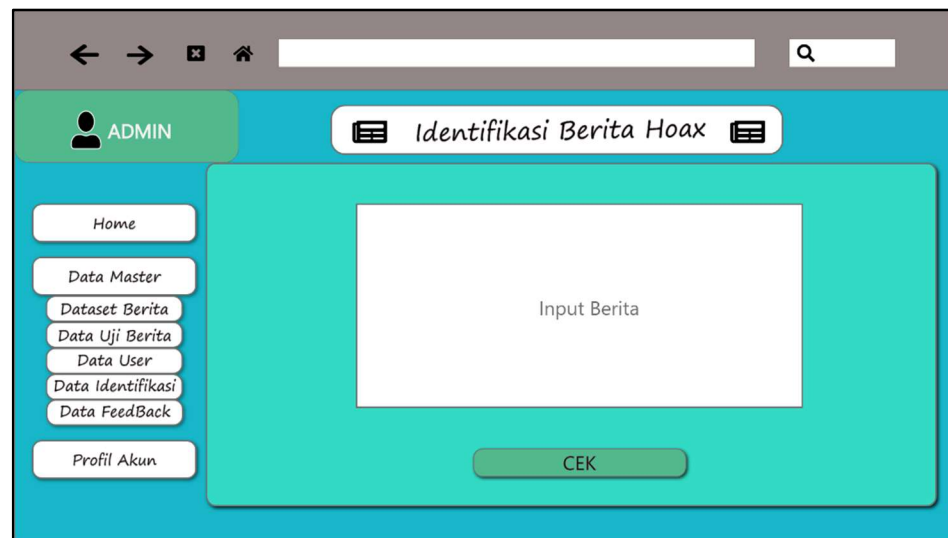 ADMIN
Identifikasi Berita Hoax
Home
Data Master
Dataset Berita
Data Uji Berita
Data User
Data Identifikasi
Data FeedBack
Profil Akun
Input Berita
CEK